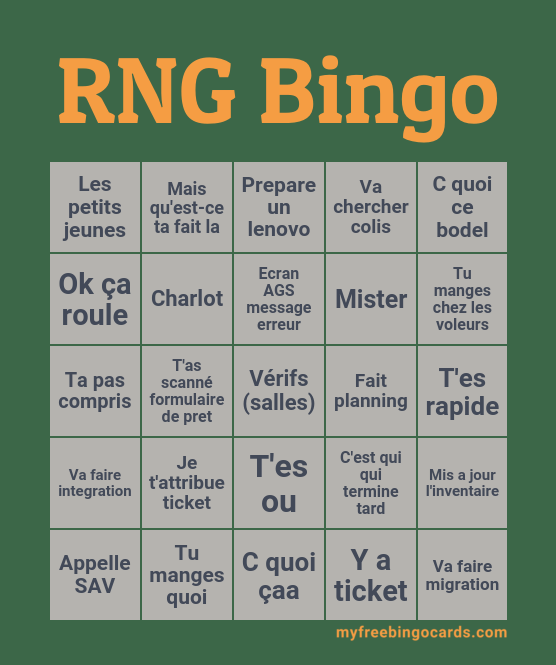 RNG Bingo
Les
petits
jeunes
Mais
qu'est-ce
ta fait la
Prepare
un
lenovo
Va
chercher
colis
C quoi
ce
bodel
Ok ça
roule
Charlot
Ecran
AGS
message
erreur
Mister
Tu
manges
chez les
voleurs
Ta pas
compris
T'as
scanné
formulaire
de pret
Vérifs
(salles)
Fait
planning
T'es
rapide
Va faire
integration
Je
t'attribue
ticket
T'es
ou
C'est qui
qui
termine
tard
Mis a jour
l'inventaire
Appelle
SAV
Tu
manges
quoi
C quoi
çaa
Y a
ticket
Va faire
migration
myfreebingocards.com